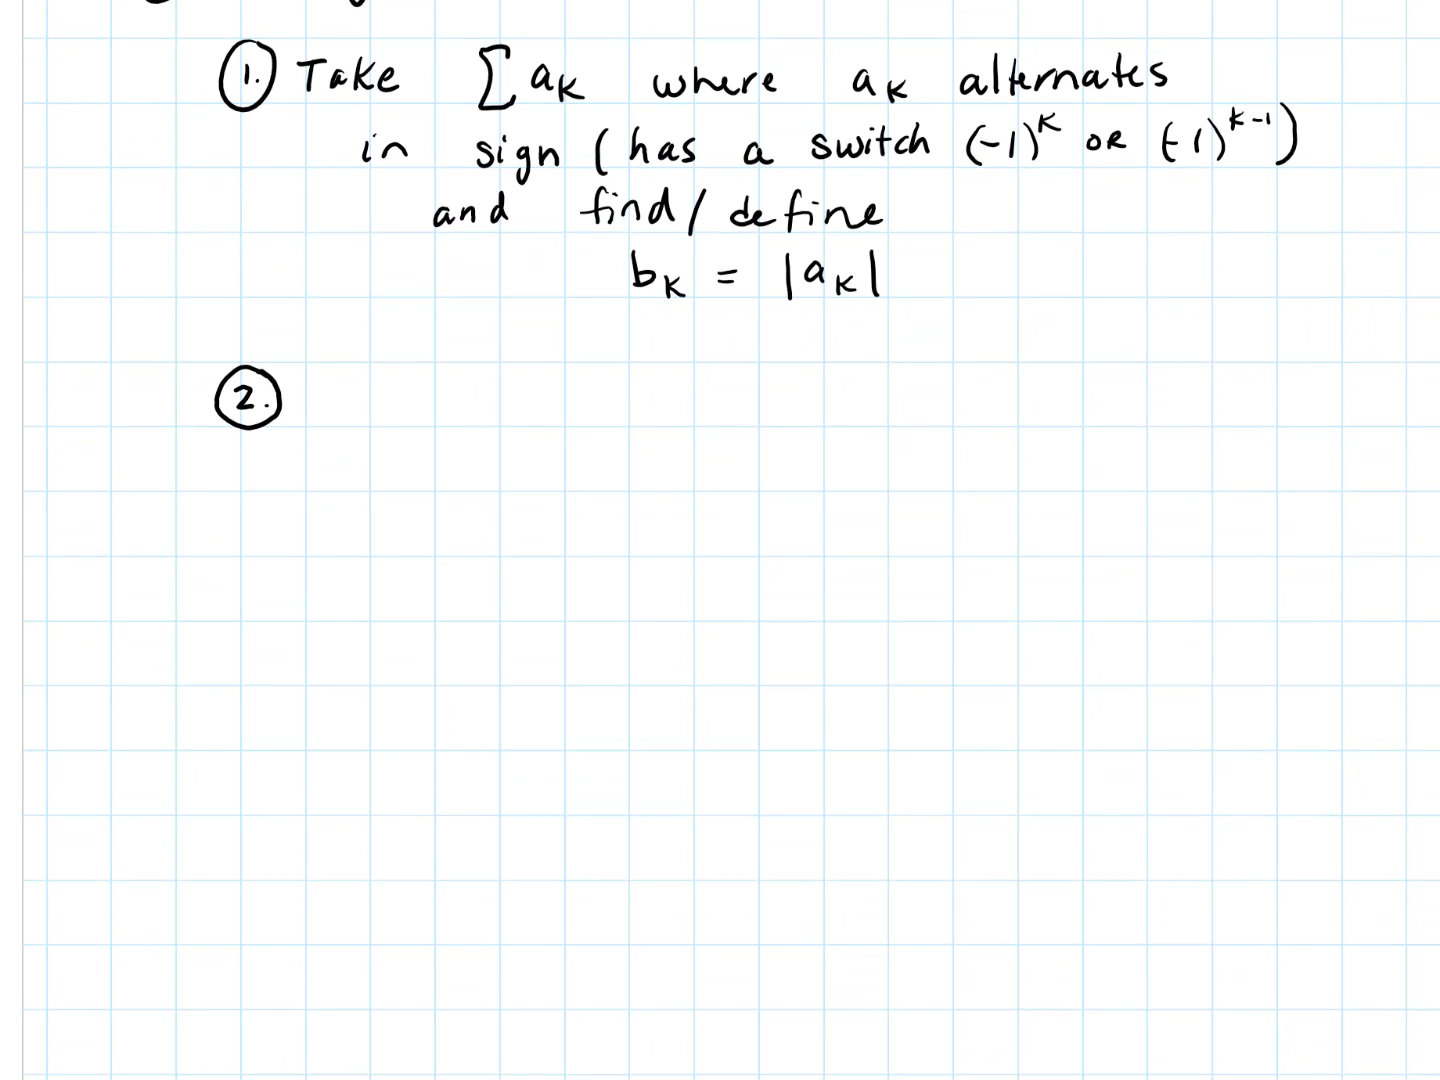 1. Take ∑ aₖ where aₖ alternates
in sign (has a switch (-1)ᵏ or (-1)ᵏ⁻¹)
and find/define
bₖ = |aₖ|
2.